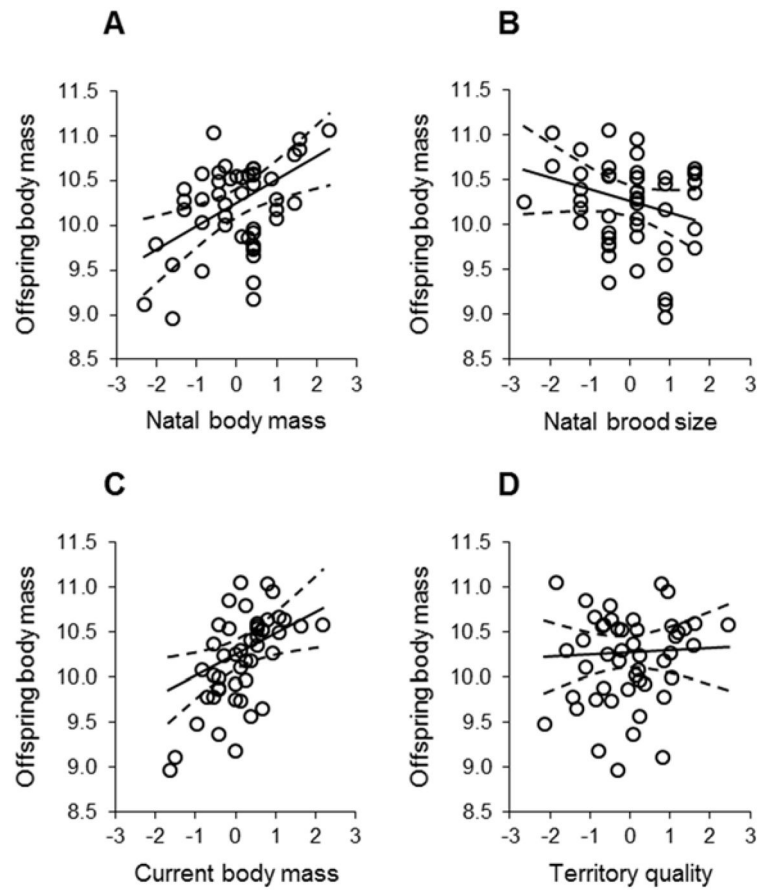 A
Offspring body mass
11.5
11.0
10.5
10.0
9.5
9.0
8.5
-3 -2 -1 0 1 2 3
Natal body mass
B
Offspring body mass
11.5
11.0
10.5
10.0
9.5
9.0
8.5
-3 -2 -1 0 1 2 3
Natal brood size
C
Offspring body mass
11.5
11.0
10.5
10.0
9.5
9.0
8.5
-3 -2 -1 0 1 2 3
Current body mass
D
Offspring body mass
11.5
11.0
10.5
10.0
9.5
9.0
8.5
-3 -2 -1 0 1 2 3
Territory quality